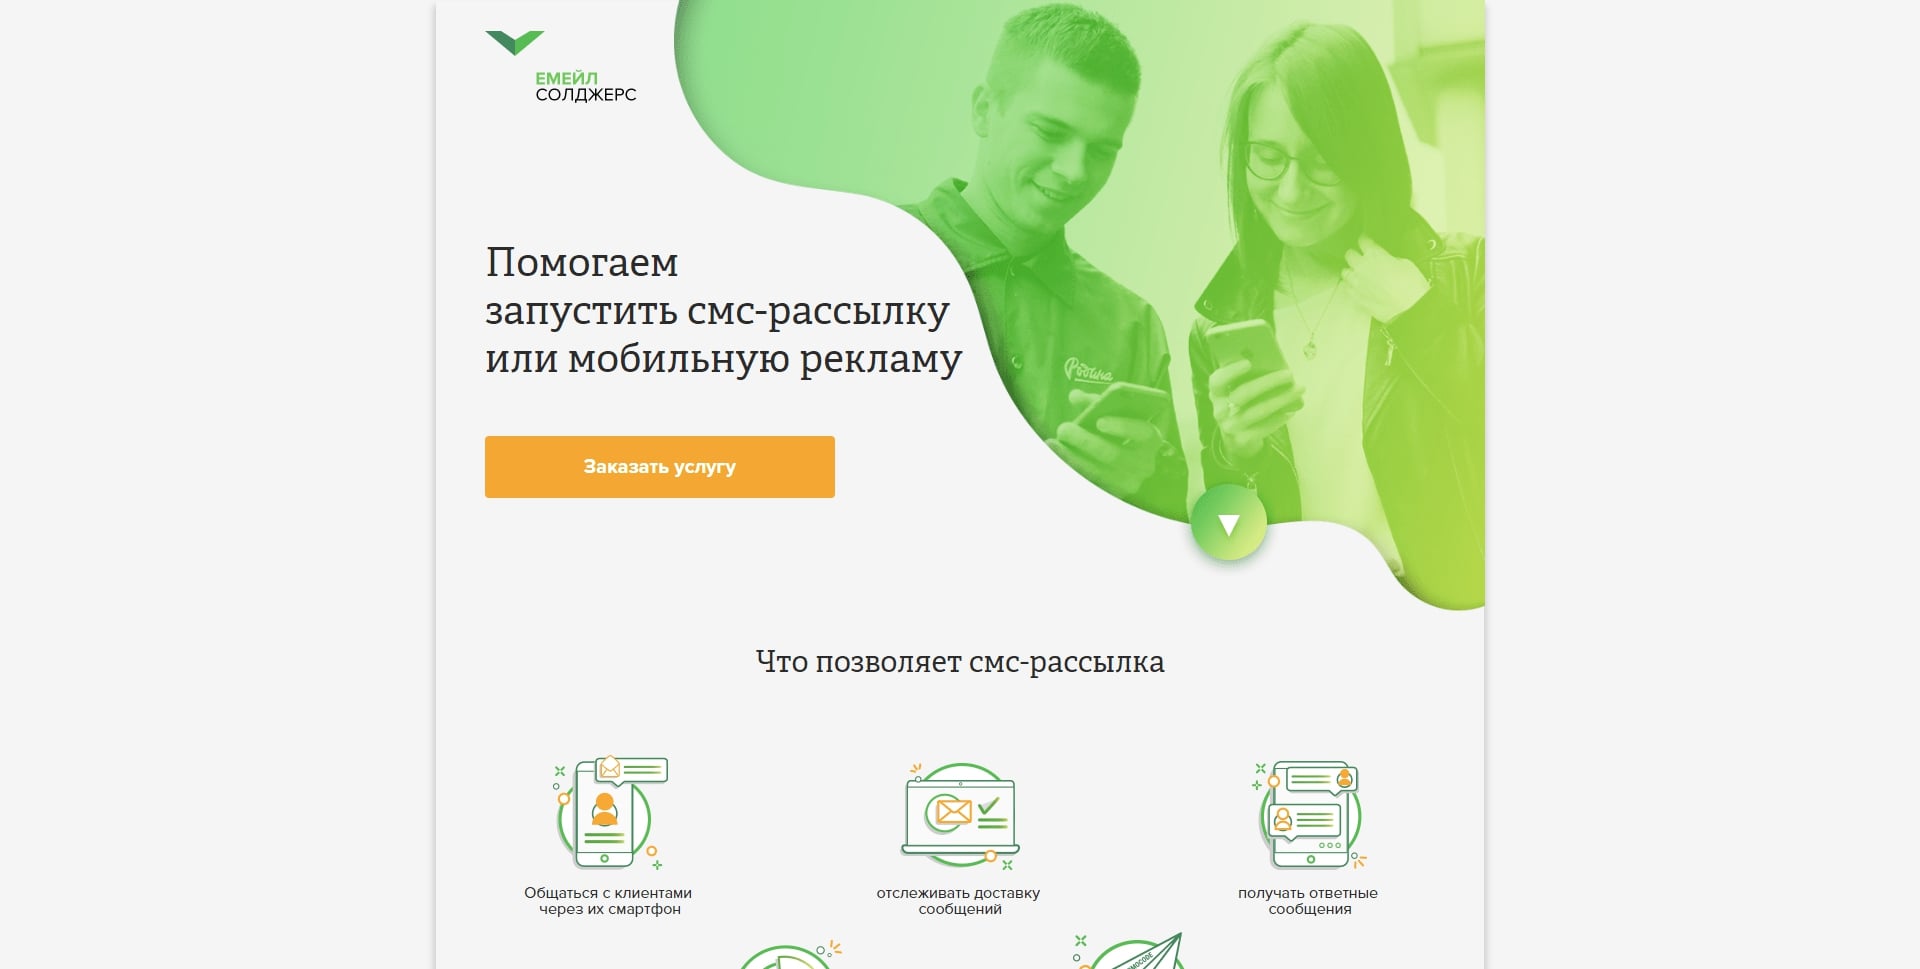 ЕМЕЙЛ
СОЛДЖЕРС
Помогаем
запустить смс-рассылку
или мобильную рекламу
Родина
Заказать услугу
Что позволяет смс-рассылка
Общаться с клиентами
через их смартфон
отслеживать доставку
сообщений
получать ответные
сообщения